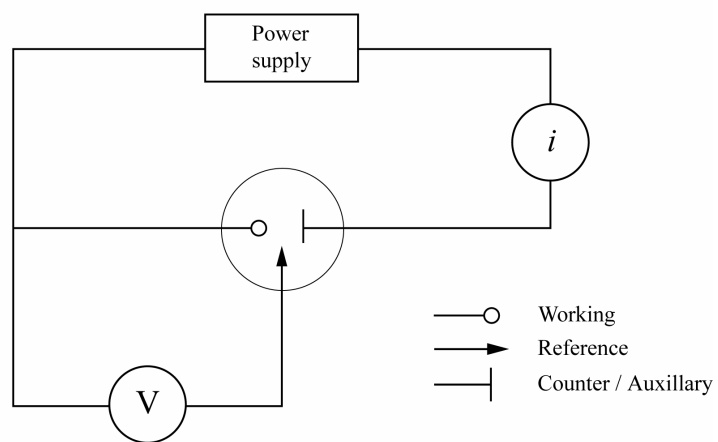 Power
supply
i
V
Working
Reference
Counter / Auxillary